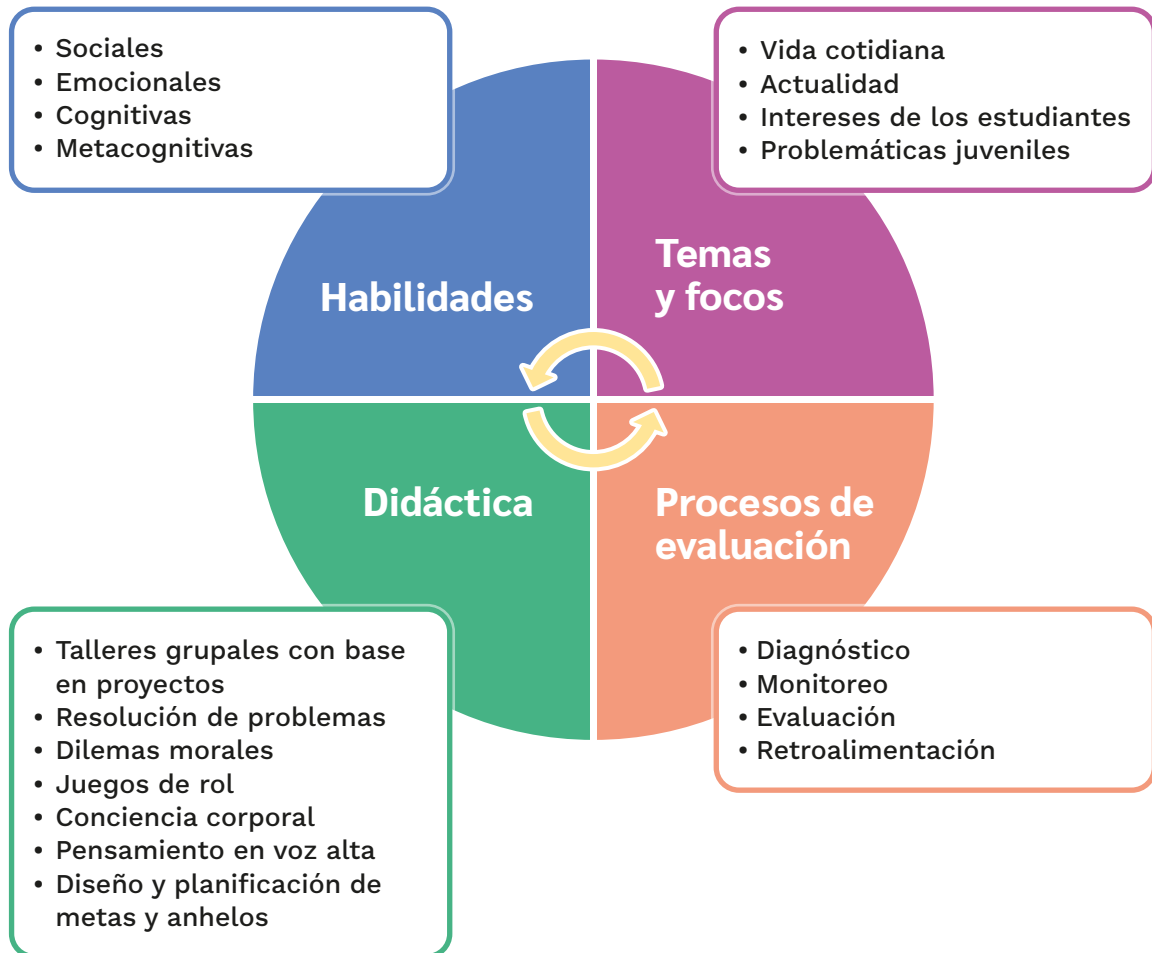 • Sociales
• Emocionales
• Cognitivas
• Metacognitivas
• Vida cotidiana
• Actualidad
• Intereses de los estudiantes
• Problemáticas juveniles
Habilidades
Temas
y focos
Didáctica
Procesos de
evaluación
• Talleres grupales con base
en proyectos
• Resolución de problemas
• Dilemas morales
• Juegos de rol
• Conciencia corporal
• Pensamiento en voz alta
• Diseño y planificación de
metas y anhelos
• Diagnóstico
• Monitoreo
• Evaluación
• Retroalimentación